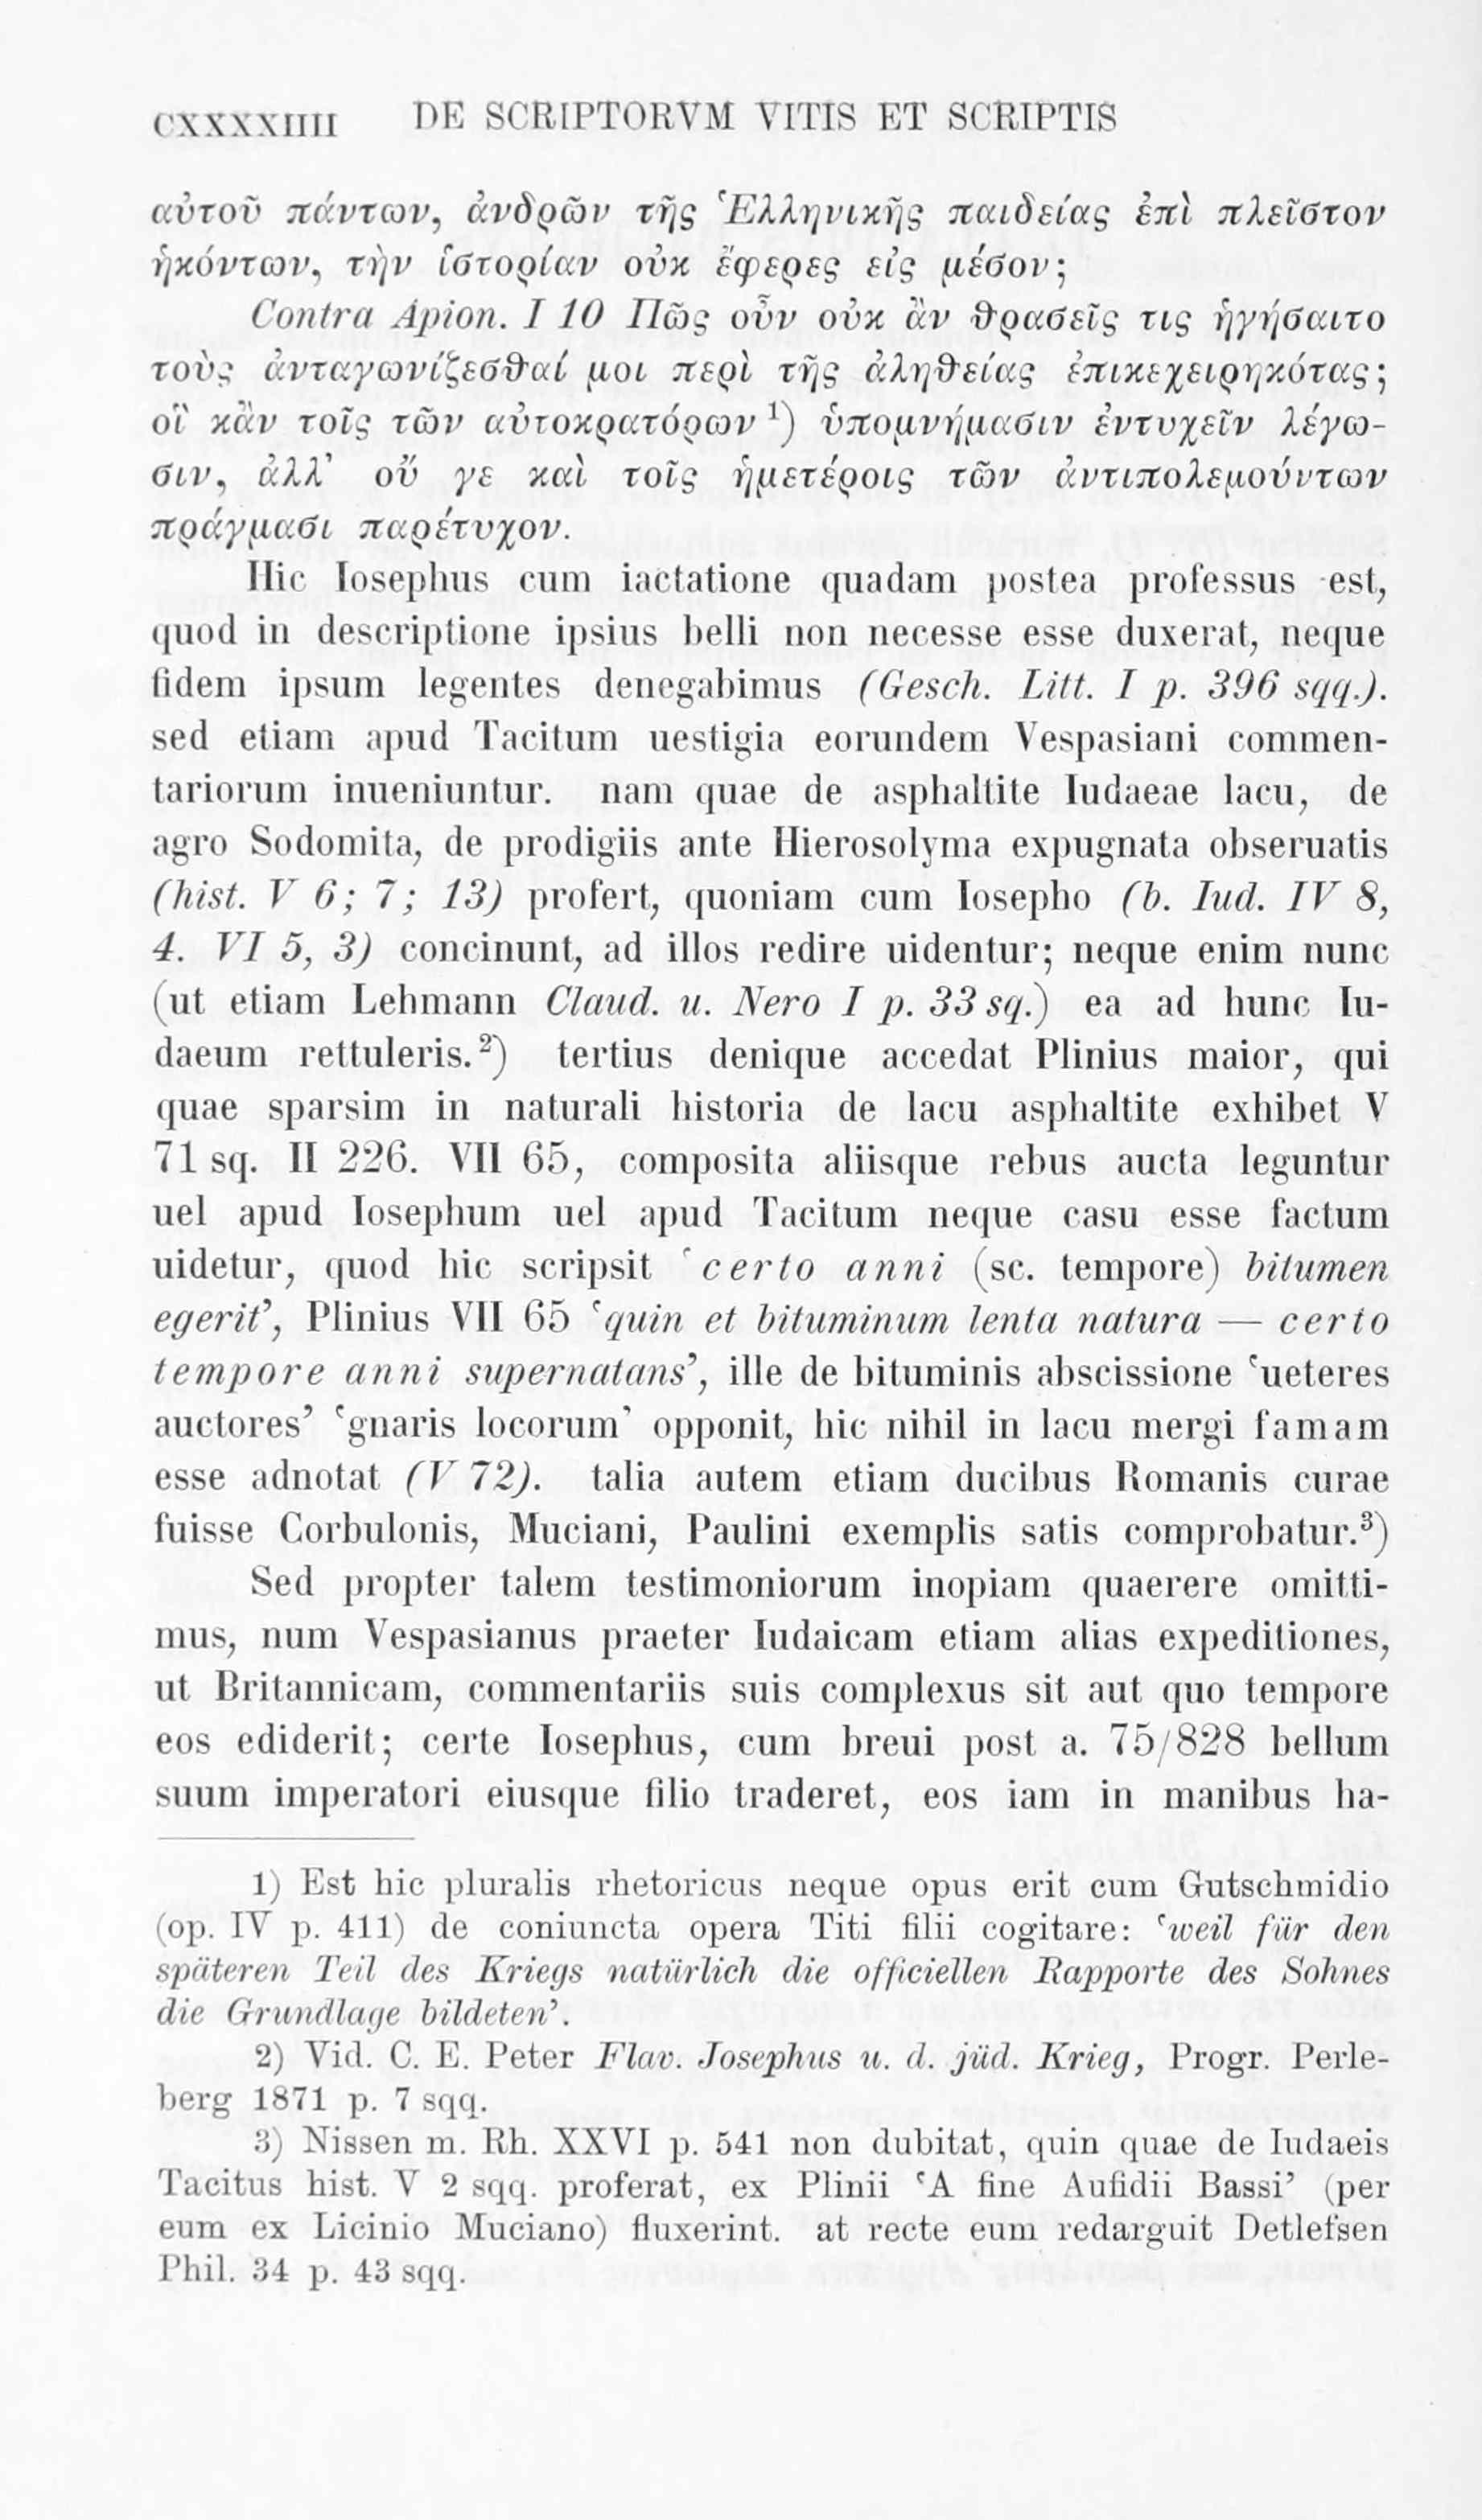 CXXXXIIII DE SCRIPTORVM VITIS ET SCRIPTIS
αὐτοῦ πάντων, ἀνδρῶν τῆς Ἑλληνικῆς παιδείας ἐπὶ πλεῖστον
ἡκόντων, τὴν ἱστορίαν οὐκ ἔφερες εἰς μέσον;
Contra Apion. I 10 Πῶς οὖν οὐκ ἂν θρασεῖς τις ἡγήσαιτο
τοὺς ἀνταγωνίζεσθαί μοι περὶ τῆς ἀληθείας ἐπικεχειρηκότας;
οἳ κἂν τοῖς τῶν αὐτοκρατόρων ¹) ὑπομνήμασιν ἐντυχεῖν λέγω-
σιν, ἀλλ’ οὔ γε καὶ τοῖς ἡμετέροις τῶν ἀντιπολεμούντων
πράγμασι παρέτυχον.
Hic Iosephus cum iactatione quadam postea professus est,
quod in descriptione ipsius belli non necesse esse duxerat, neque
fidem ipsum legentes denegabimus (Gesch. Litt. I p. 396 sqq.).
sed etiam apud Tacitum uestigia eorundem Vespasiani commen-
tariorum inueniuntur. nam quae de asphaltite Iudaeae lacu, de
agro Sodomita, de prodigiis ante Hierosolyma expugnata obseruatis
(hist. V 6; 7; 13) profert, quoniam cum Iosepho (b. Iud. IV 8,
4. VI 5, 3) concinunt, ad illos redire uidentur; neque enim nunc
(ut etiam Lehmann Claud. u. Nero I p. 33 sq.) ea ad hunc Iu-
daeum rettuleris.²) tertius denique accedat Plinius maior, qui
quae sparsim in naturali historia de lacu asphaltite exhibet V
71 sq. II 226. VII 65, composita aliisque rebus aucta leguntur
uel apud Iosephum uel apud Tacitum neque casu esse factum
uidetur, quod hic scripsit ‘certo anni (sc. tempore) bitumen
egerit’, Plinius VII 65 ‘quin et bituminum lenta natura — certo
tempore anni supernatans’, ille de bituminis abscissione ‘ueteres
auctores’ ‘gnaris locorum’ opponit, hic nihil in lacu mergi famam
esse adnotat (V 72). talia autem etiam ducibus Romanis curae
fuisse Corbulonis, Muciani, Paulini exemplis satis comprobatur.³)
Sed propter talem testimoniorum inopiam quaerere omitti-
mus, num Vespasianus praeter Iudaicam etiam alias expeditiones,
ut Britannicam, commentariis suis complexus sit aut quo tempore
eos ediderit; certe Iosephus, cum breui post a. 75/828 bellum
suum imperatori eiusque filio traderet, eos iam in manibus ha-
1) Est hic pluralis rhetoricus neque opus erit cum Gutschmidio
(op. IV p. 411) de coniuncta opera Titi filii cogitare: ‘weil für den
späteren Teil des Kriegs natürlich die officiellen Rapporte des Sohnes
die Grundlage bildeten’.
2) Vid. C. E. Peter Flav. Josephus u. d. jüd. Krieg, Progr. Perle-
berg 1871 p. 7 sqq.
3) Nissen m. Rh. XXVI p. 541 non dubitat, quin quae de Iudaeis
Tacitus hist. V 2 sqq. proferat, ex Plinii ‘A fine Aufidii Bassi’ (per
eum ex Licinio Muciano) fluxerint. at recte eum redarguit Detlefsen
Phil. 34 p. 43 sqq.